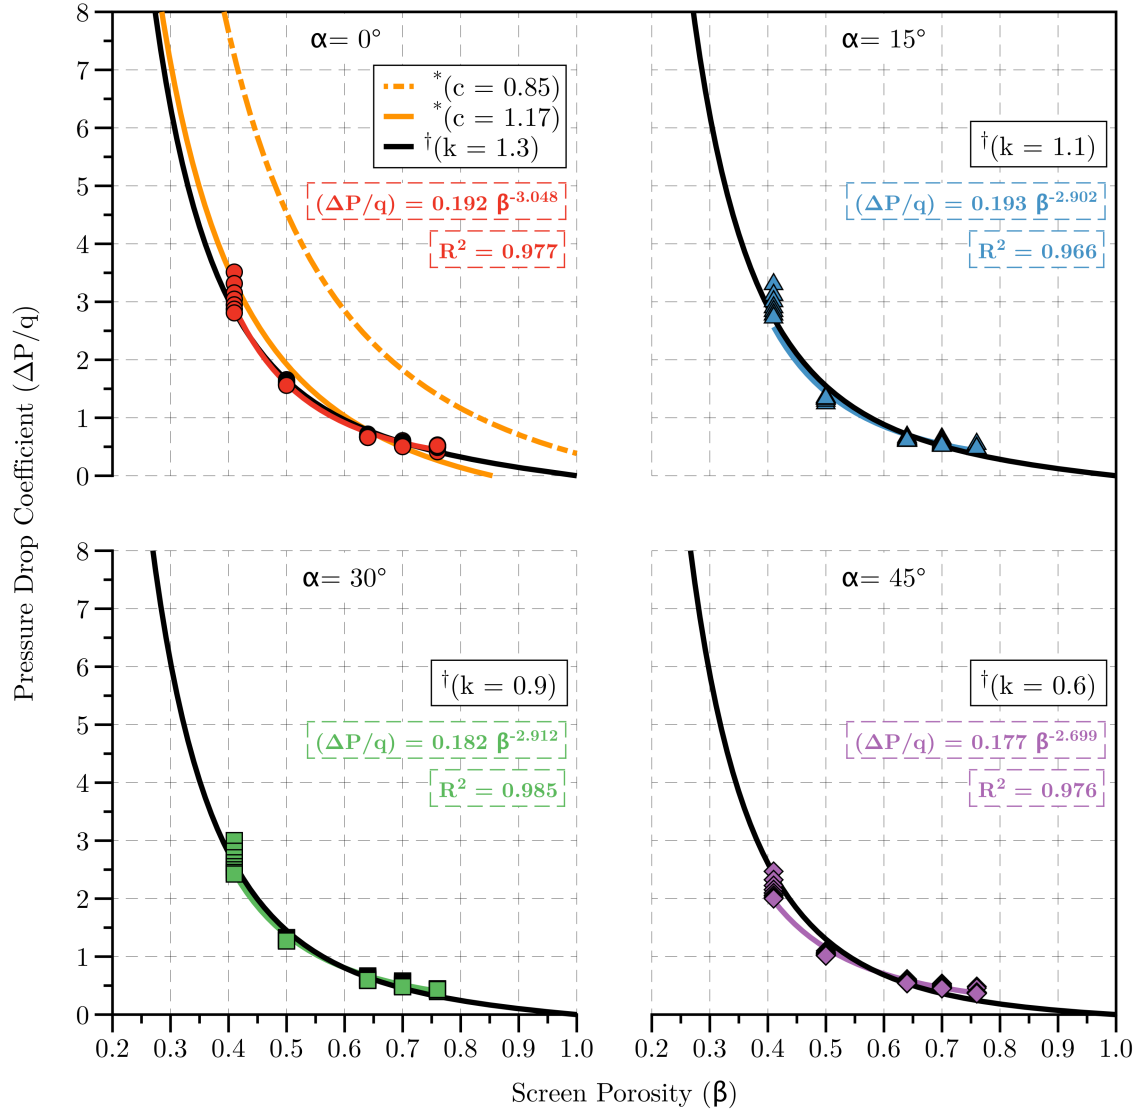 α= 0°
*(c = 0.85)
*(c = 1.17)
†(k = 1.3)
(ΔP/q) = 0.192 β^-3.048
R² = 0.977
8
7
6
5
4
3
2
1
0
α= 15°
†(k = 1.1)
(ΔP/q) = 0.193 β^-2.902
R² = 0.966
Pressure Drop Coefficient (ΔP/q)
α= 30°
†(k = 0.9)
(ΔP/q) = 0.182 β^-2.912
R² = 0.985
8
7
6
5
4
3
2
1
0
0.2 0.3 0.4 0.5 0.6 0.7 0.8 0.9 1.0
α= 45°
†(k = 0.6)
(ΔP/q) = 0.177 β^-2.699
R² = 0.976
0.2 0.3 0.4 0.5 0.6 0.7 0.8 0.9 1.0
Screen Porosity (β)